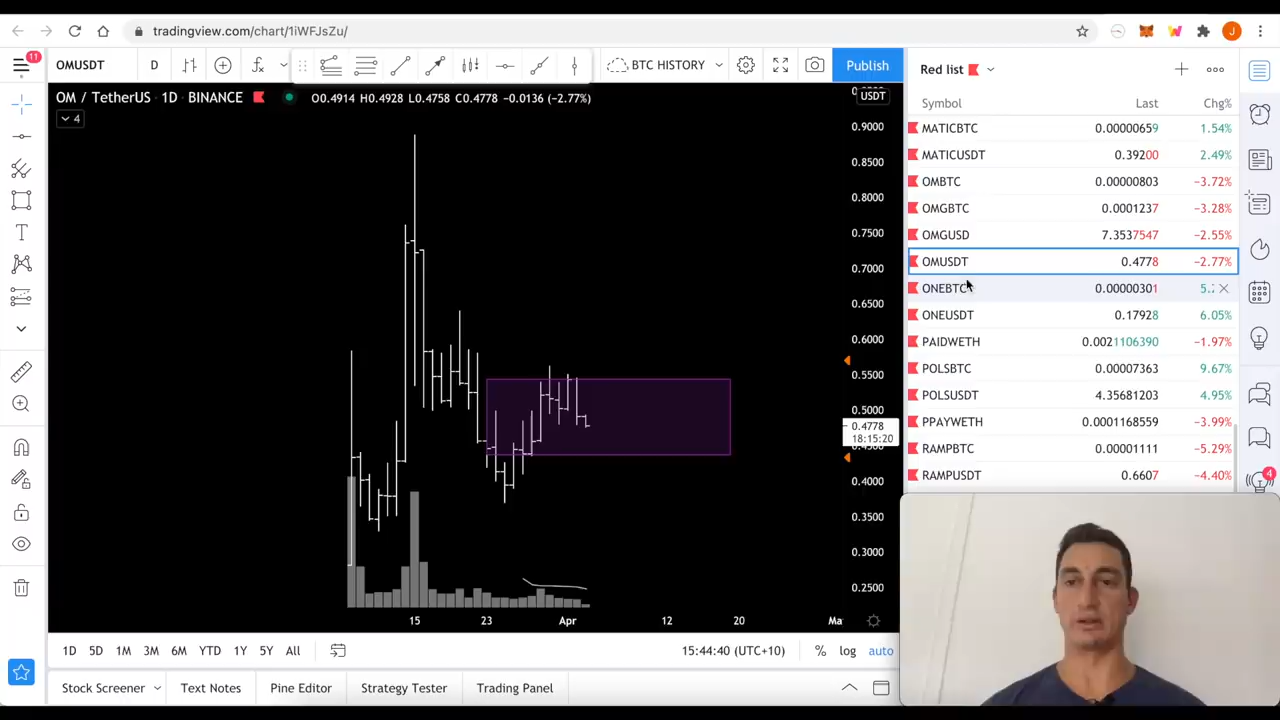 tradingview.com/chart/1iWFJsZu/
J
11
OMUSDT
D
BTC HISTORY
Publish
Red list
OM / TetherUS · 1D · BINANCE
O0.4914 H0.4928 L0.4758 C0.4778 −0.0136 (−2.77%)
USDT
4
Symbol Last Chg%
MATICBTC 0.00000659 1.54%
MATICUSDT 0.39200 2.49%
OMBTC 0.00000803 −3.72%
OMGBTC 0.0001237 −3.28%
OMGUSD 7.3537547 −2.55%
OMUSDT 0.4778 −2.77%
ONEBTC 0.00000301
ONEUSDT 0.17928 6.05%
PAIDWETH 0.0021106390 −1.97%
POLSBTC 0.00007363 9.67%
POLSUSDT 4.35681203 4.95%
PPAYWETH 0.0001168559 −3.99%
RAMPBTC 0.00001111 −5.29%
RAMPUSDT 0.6607 −4.40%
0.9000
0.8500
0.8000
0.7500
0.7000
0.6500
0.6000
0.5500
0.5000
0.4778
18:15:20
0.4000
0.3500
0.3000
0.2500
15 23 Apr 12 20
4
1D 5D 1M 3M 6M YTD 1Y 5Y All
15:44:40 (UTC+10) % log auto
Stock Screener Text Notes Pine Editor Strategy Tester Trading Panel